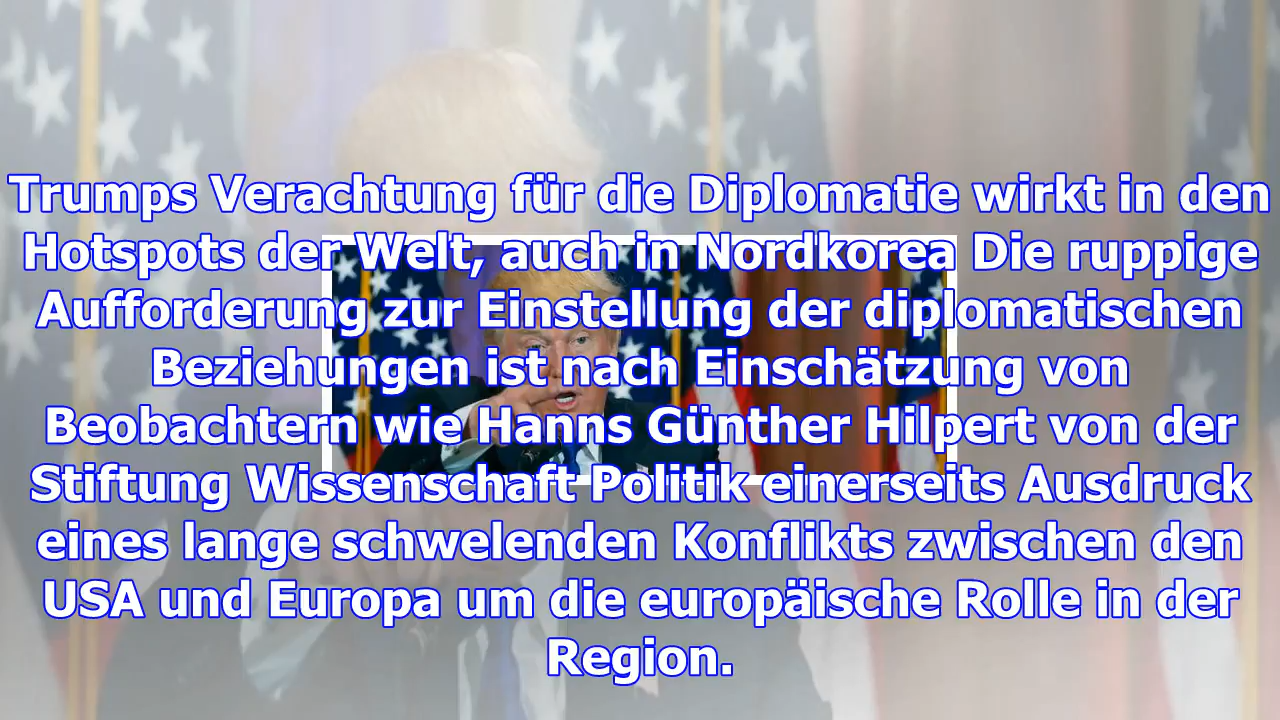 Trumps Verachtung für die Diplomatie wirkt in den
Hotspots der Welt, auch in Nordkorea Die ruppige
Aufforderung zur Einstellung der diplomatischen
Beziehungen ist nach Einschätzung von
Beobachtern wie Hanns Günther Hilpert von der
Stiftung Wissenschaft Politik einerseits Ausdruck
eines lange schwelenden Konflikts zwischen den
USA und Europa um die europäische Rolle in der
Region.